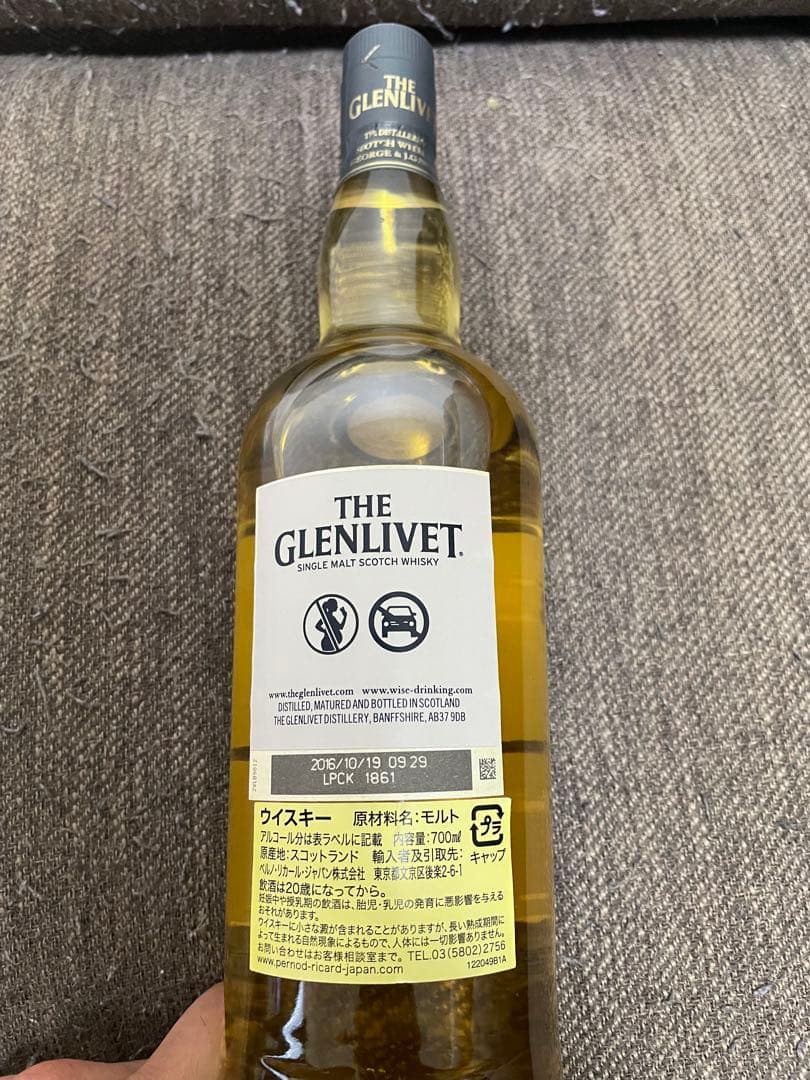 THE
GLENLIV
SCOTCH WHI
GEORGE & J.G.
THE
GLENLIVET®
SINGLE MALT SCOTCH WHISKY
www.theglenlivet.com www.wise-drinking.com
DISTILLED, MATURED AND BOTTLED IN SCOTLAND
THE GLENLIVET DISTILLERY, BANFFSHIRE, AB37 9DB
2016/10/19 09 29
LPCK 1861
ウイスキー 原材料名:モルト
アルコール分は表ラベルに記載 内容量:700㎖
プラ
原産地:スコットランド 輸入者及引取先:
キャップ
ペルノ・リカール・ジャパン株式会社 東京都文京区後楽2-6-1
飲酒は20歳になってから。
妊娠中や授乳期の飲酒は、胎児・乳児の発育に悪影響を与える
おそれがあります。
ウイスキーに小さな澱が含まれることがありますが、長い熟成期間に
よって生まれる自然現象によるもので、人体には一切影響ありません。
お問い合わせはお客様相談室まで。 TEL.03(5802)2756
www.pernod-ricard-japan.com
122049B1A